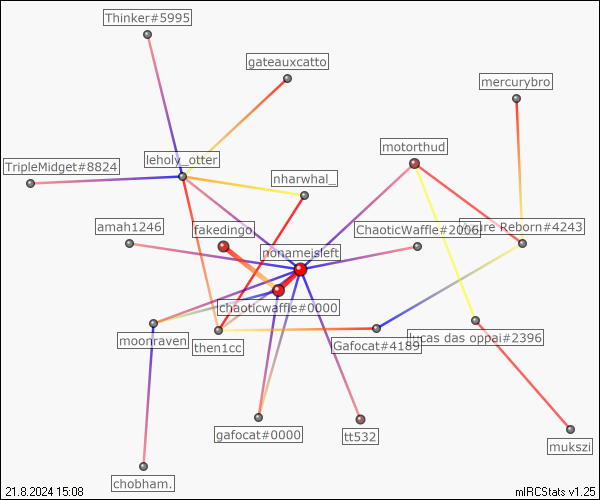 Thinker#5995
gateauxcatto
mercurybro
motorthud
leholy_otter
TripleMidget#8824
nharwhal_
amah1246
fakedingo.
ChaoticWaffle#2006
Reborn#4243
nonameisleft
chaoticwaffle#0000
moonraven
then1cc
Gafocat#4189
lucas das oppai#2396
gafocat#0000
tt532
mukszi
chobham.
21.8.2024 15:08
mIRCStats v1.25